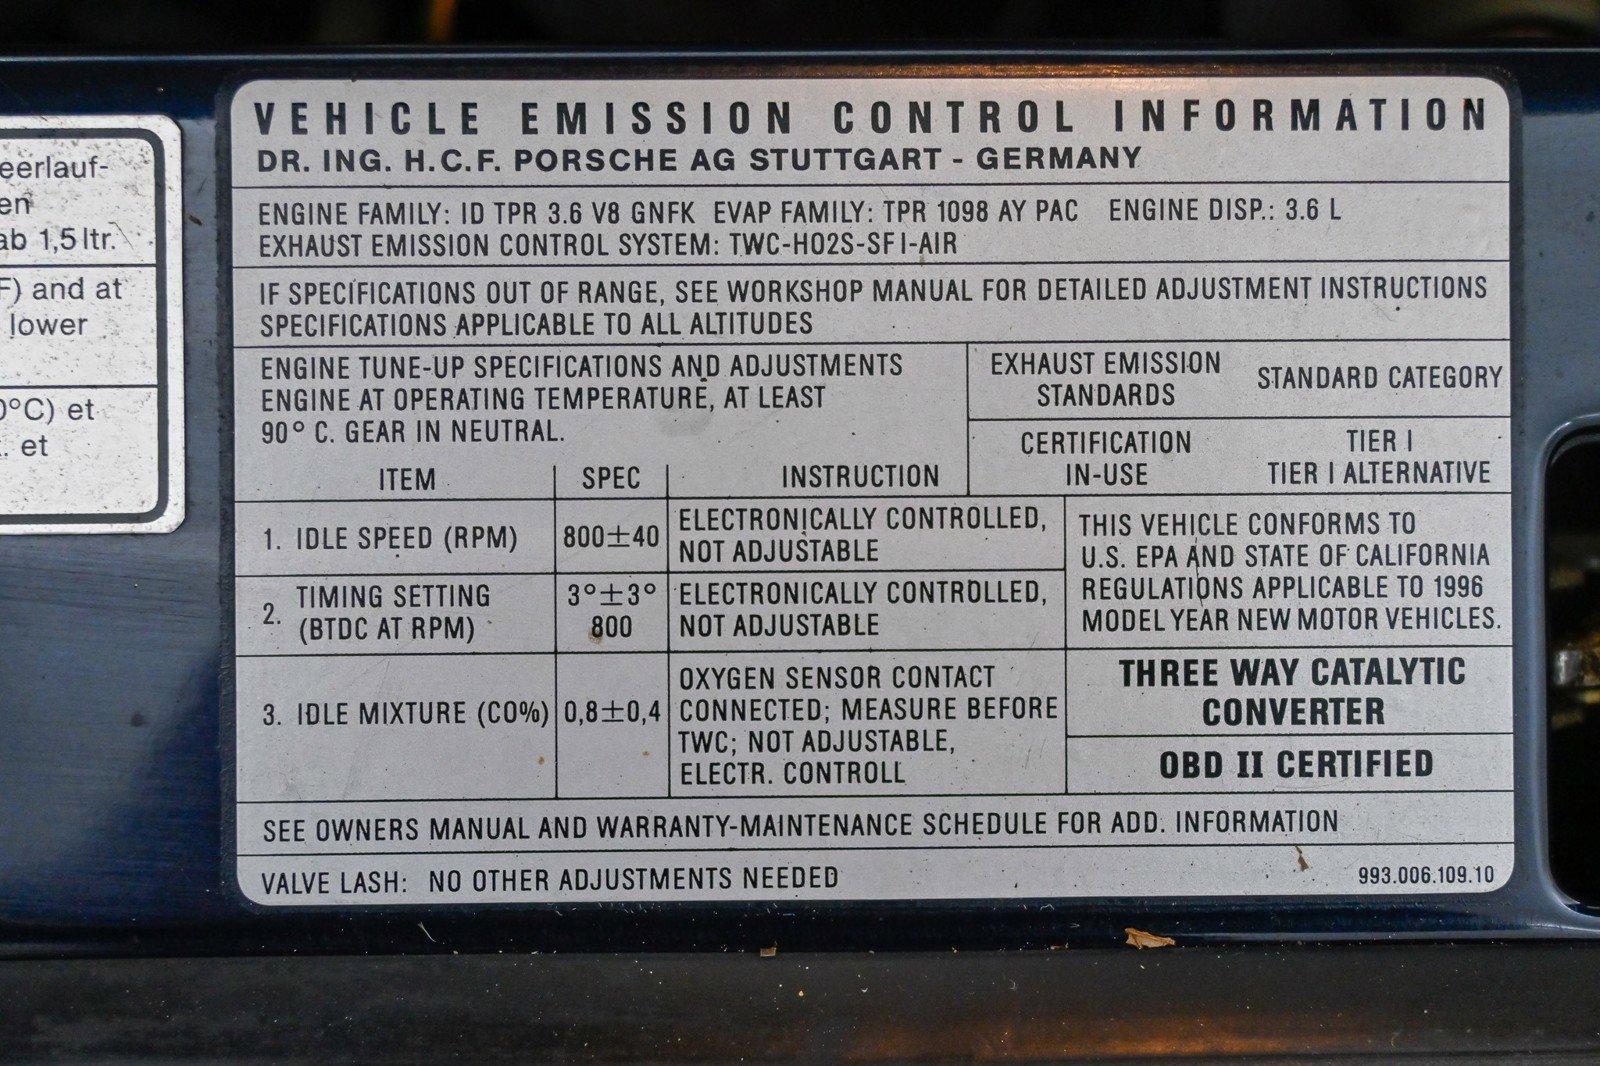 eerlauf-
en
ab 1,5 ltr.
F) and at
lower
0°C) et
. et
VEHICLE EMISSION CONTROL INFORMATION
DR. ING. H.C.F. PORSCHE AG STUTTGART - GERMANY
ENGINE FAMILY: ID TPR 3.6 V8 GNFK EVAP FAMILY: TPR 1098 AY PAC ENGINE DISP.: 3.6 L
EXHAUST EMISSION CONTROL SYSTEM: TWC-HO2S-SFI-AIR
IF SPECIFICATIONS OUT OF RANGE, SEE WORKSHOP MANUAL FOR DETAILED ADJUSTMENT INSTRUCTIONS
SPECIFICATIONS APPLICABLE TO ALL ALTITUDES
ENGINE TUNE-UP SPECIFICATIONS AND ADJUSTMENTS
ENGINE AT OPERATING TEMPERATURE, AT LEAST
90° C. GEAR IN NEUTRAL.
EXHAUST EMISSION
STANDARDS
STANDARD CATEGORY
CERTIFICATION
IN-USE
TIER I
TIER I ALTERNATIVE
ITEM SPEC INSTRUCTION
1. IDLE SPEED (RPM)
800±40
ELECTRONICALLY CONTROLLED,
NOT ADJUSTABLE
2. TIMING SETTING
(BTDC AT RPM)
3°±3°
800
ELECTRONICALLY CONTROLLED,
NOT ADJUSTABLE
3. IDLE MIXTURE (CO%)
0,8±0,4
OXYGEN SENSOR CONTACT
CONNECTED; MEASURE BEFORE
TWC; NOT ADJUSTABLE,
ELECTR. CONTROLL
THIS VEHICLE CONFORMS TO
U.S. EPA AND STATE OF CALIFORNIA
REGULATIONS APPLICABLE TO 1996
MODEL YEAR NEW MOTOR VEHICLES.
THREE WAY CATALYTIC
CONVERTER
OBD II CERTIFIED
SEE OWNERS MANUAL AND WARRANTY-MAINTENANCE SCHEDULE FOR ADD. INFORMATION
VALVE LASH: NO OTHER ADJUSTMENTS NEEDED
993.006.109.10